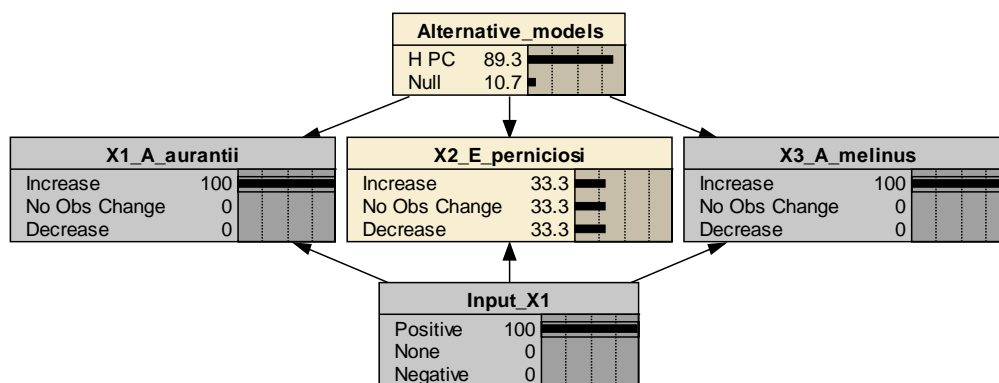 Alternative_models
H PC 89.3
Null 10.7
X1_A_aurantii
Increase 100
No Obs Change 0
Decrease 0
X2_E_perniciosi
Increase 33.3
No Obs Change 33.3
Decrease 33.3
X3_A_melinus
Increase 100
No Obs Change 0
Decrease 0
Input_X1
Positive 100
None 0
Negative 0